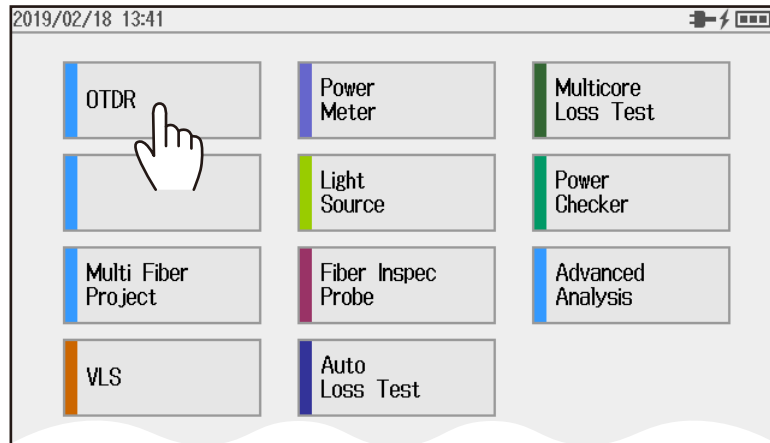 2019/02/18 13:41
OTDR
Power
Meter
Multicore
Loss Test
Light
Source
Power
Checker
Multi Fiber
Project
Fiber Inspec
Probe
Advanced
Analysis
VLS
Auto
Loss Test